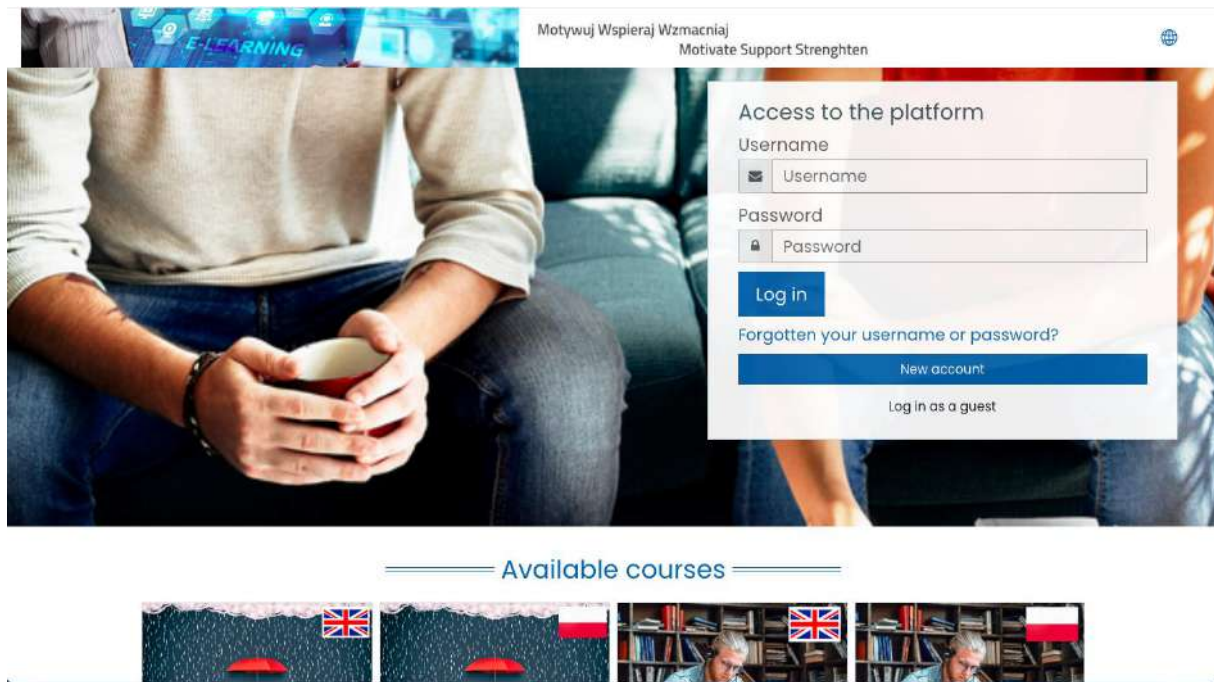 E-LEARNING
Motywuj Wspieraj Wzmacniaj
Motivate Support Strenghten
Access to the platform
Username
Username
Password
Password
Log in
Forgotten your username or password?
New account
Log in as a guest
Available courses